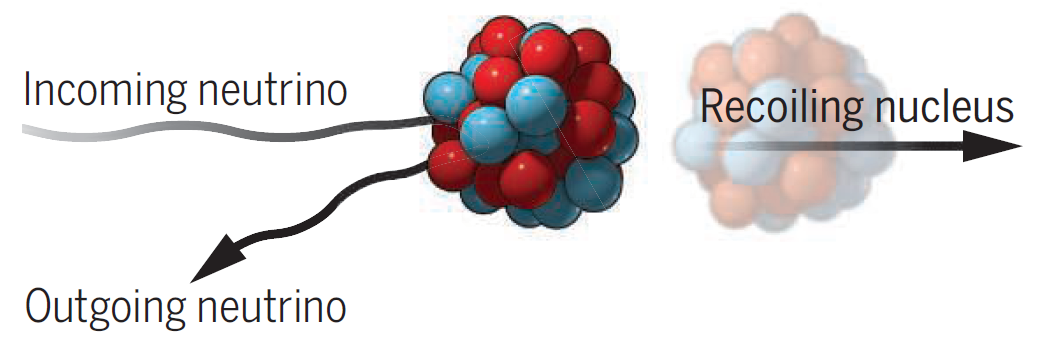 Incoming neutrino
Recoiling nucleus
Outgoing neutrino